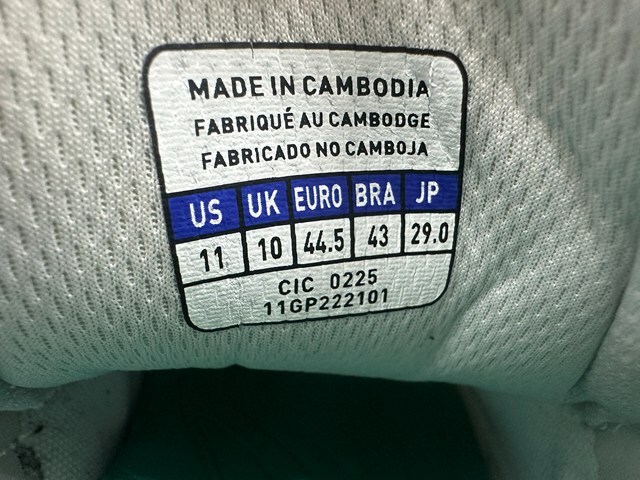 MADE IN CAMBODIA
FABRIQUÉ AU CAMBODGE
FABRICADO NO CAMBOJA
US UK EURO BRA JP
11 10 44.5 43 29.0
CIC 0225
11GP222101